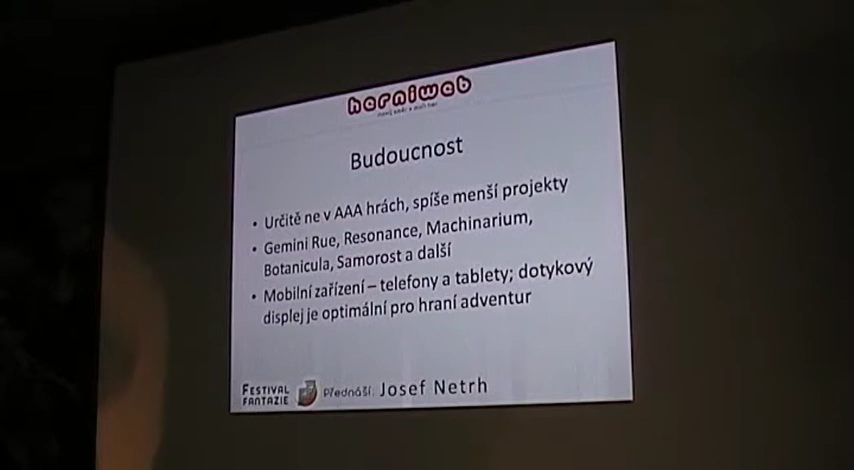 herniweb
Budoucnost
• Určitě ne v AAA hrách, spíše menší projekty
• Gemini Rue, Resonance, Machinarium,
Botanicula, Samorost a další
• Mobilní zařízení – telefony a tablety; dotykový
displej je optimální pro hraní adventur
FESTIVAL
FANTAZIE
Přednáší: Josef Netrh